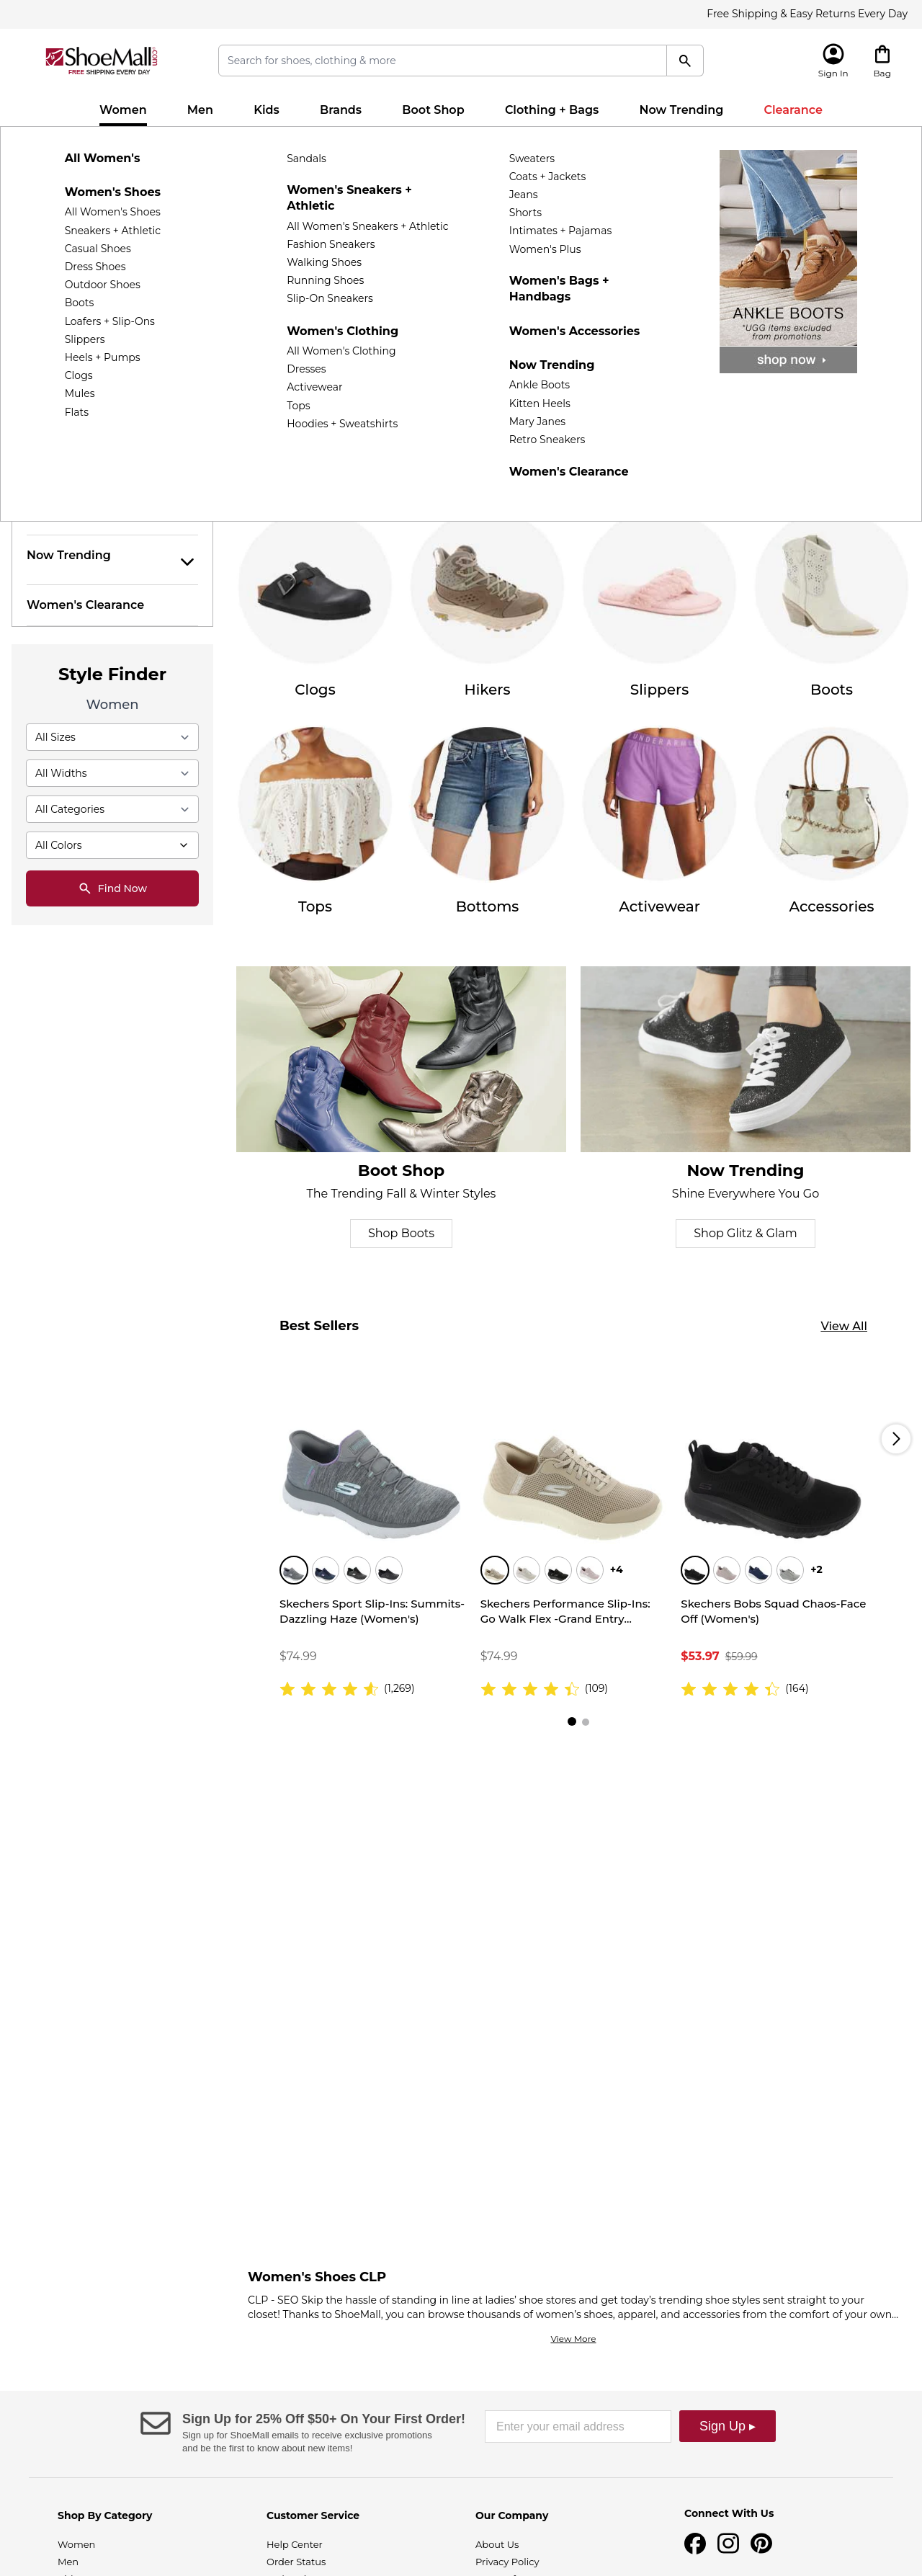 Free Shipping & Easy Returns Every Day
ShoeMall.com
FREE SHIPPING EVERY DAY
Search for shoes, clothing & more
Sign In
Bag
Women
Men
Kids
Brands
Boot Shop
Clothing + Bags
Now Trending
Clearance
All Women's
Women's Shoes
All Women's Shoes
Sneakers + Athletic
Casual Shoes
Dress Shoes
Outdoor Shoes
Boots
Loafers + Slip-Ons
Slippers
Heels + Pumps
Clogs
Mules
Flats
Sandals
Women's Sneakers +
Athletic
All Women's Sneakers + Athletic
Fashion Sneakers
Walking Shoes
Running Shoes
Slip-On Sneakers
Women's Clothing
All Women's Clothing
Dresses
Activewear
Tops
Hoodies + Sweatshirts
Sweaters
Coats + Jackets
Jeans
Shorts
Intimates + Pajamas
Women's Plus
Women's Bags +
Handbags
Women's Accessories
Now Trending
Ankle Boots
Kitten Heels
Mary Janes
Retro Sneakers
Women's Clearance
ANKLE BOOTS
*UGG items excluded
from promotions
shop now
Now Trending
Women's Clearance
Style Finder
Women
All Sizes
All Widths
All Categories
All Colors
Find Now
Clogs
Hikers
Slippers
Boots
UNDER ARMOUR
Tops
Bottoms
Activewear
Accessories
Boot Shop
The Trending Fall & Winter Styles
Shop Boots
Now Trending
Shine Everywhere You Go
Shop Glitz & Glam
Best Sellers
View All
+4
+2
Skechers Sport Slip-Ins: Summits-
Dazzling Haze (Women's)
$74.99
(1,269)
Skechers Performance Slip-Ins:
Go Walk Flex -Grand Entry...
$74.99
(109)
Skechers Bobs Squad Chaos-Face
Off (Women's)
$53.97 $59.99
(164)
Women's Shoes CLP
CLP - SEO Skip the hassle of standing in line at ladies’ shoe stores and get today’s trending shoe styles sent straight to your
closet! Thanks to ShoeMall, you can browse thousands of women’s shoes, apparel, and accessories from the comfort of your own...
View More
Sign Up for 25% Off $50+ On Your First Order!
Sign up for ShoeMall emails to receive exclusive promotions
and be the first to know about new items!
Enter your email address
Sign Up ▸
Shop By Category
Women
Men
Customer Service
Help Center
Order Status
Our Company
About Us
Privacy Policy
Connect With Us